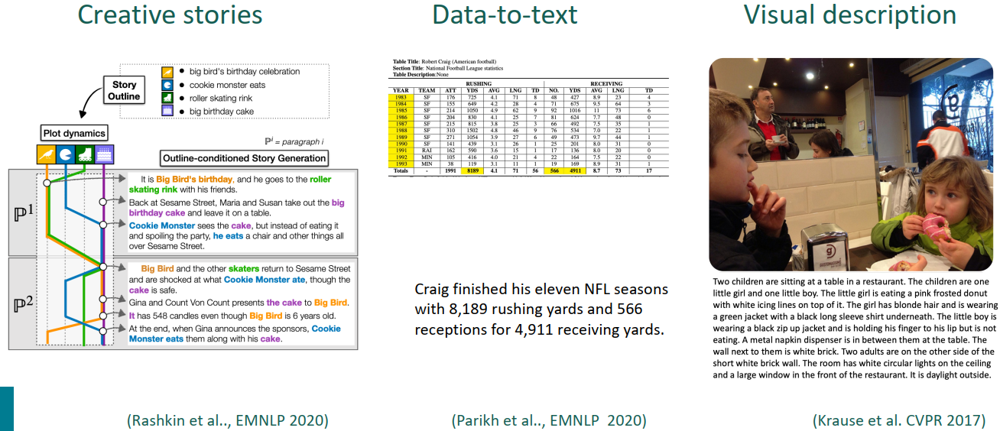 Creative stories
Story
Outline
● big bird's birthday celebration
● cookie monster eats
● roller skating rink
● big birthday cake
Plot dynamics
ℙⁱ = paragraph i
Outline-conditioned Story Generation
ℙ¹
It is Big Bird's birthday, and he goes to the roller
skating rink with his friends.
Back at Sesame Street, Maria and Susan take out the big
birthday cake and leave it on a table.
Cookie Monster sees the cake, but instead of eating it
and spoiling the party, he eats a chair and other things all
over Sesame Street.
ℙ²
Big Bird and the other skaters return to Sesame Street
and are shocked at what Cookie Monster ate, though the
cake is safe.
Gina and Count Von Count presents the cake to Big Bird.
It has 548 candles even though Big Bird is 6 years old.
At the end, when Gina announces the sponsors, Cookie
Monster eats them along with his cake.
(Rashkin et al.., EMNLP 2020)
Data-to-text
Table Title: Robert Craig (American football)
Section Title: National Football League statistics
Table Description:None
RUSHING RECEIVING
YEAR TEAM ATT YDS AVG LNG TD NO. YDS AVG LNG TD
1983 SF 176 725 4.1 71 8 48 427 8.9 23 4
1984 SF 155 649 4.2 28 4 71 675 9.5 64 3
1985 SF 214 1050 4.9 62 9 92 1016 11 73 6
1986 SF 204 830 4.1 25 7 81 624 7.7 48 0
1987 SF 215 815 3.8 25 3 66 492 7.5 35 1
1988 SF 310 1502 4.8 46 9 76 534 7.0 22 1
1989 SF 271 1054 3.9 27 6 49 473 9.7 44 1
1990 SF 141 439 3.1 26 1 25 201 8.0 31 0
1991 RAI 162 590 3.6 15 1 17 136 8.0 20 0
1992 MIN 105 416 4.0 21 4 22 164 7.5 22 0
1993 MIN 38 119 3.1 11 1 19 169 8.9 31 1
Totals - 1991 8189 4.1 71 56 566 4911 8.7 73 17
Craig finished his eleven NFL seasons
with 8,189 rushing yards and 566
receptions for 4,911 receiving yards.
(Parikh et al.., EMNLP 2020)
Visual description
g
Two children are sitting at a table in a restaurant. The children are one
little girl and one little boy. The little girl is eating a pink frosted donut
with white icing lines on top of it. The girl has blonde hair and is wearing
a green jacket with a black long sleeve shirt underneath. The little boy is
wearing a black zip up jacket and is holding his finger to his lip but is not
eating. A metal napkin dispenser is in between them at the table. The
wall next to them is white brick. Two adults are on the other side of the
short white brick wall. The room has white circular lights on the ceiling
and a large window in the front of the restaurant. It is daylight outside.
(Krause et al. CVPR 2017)